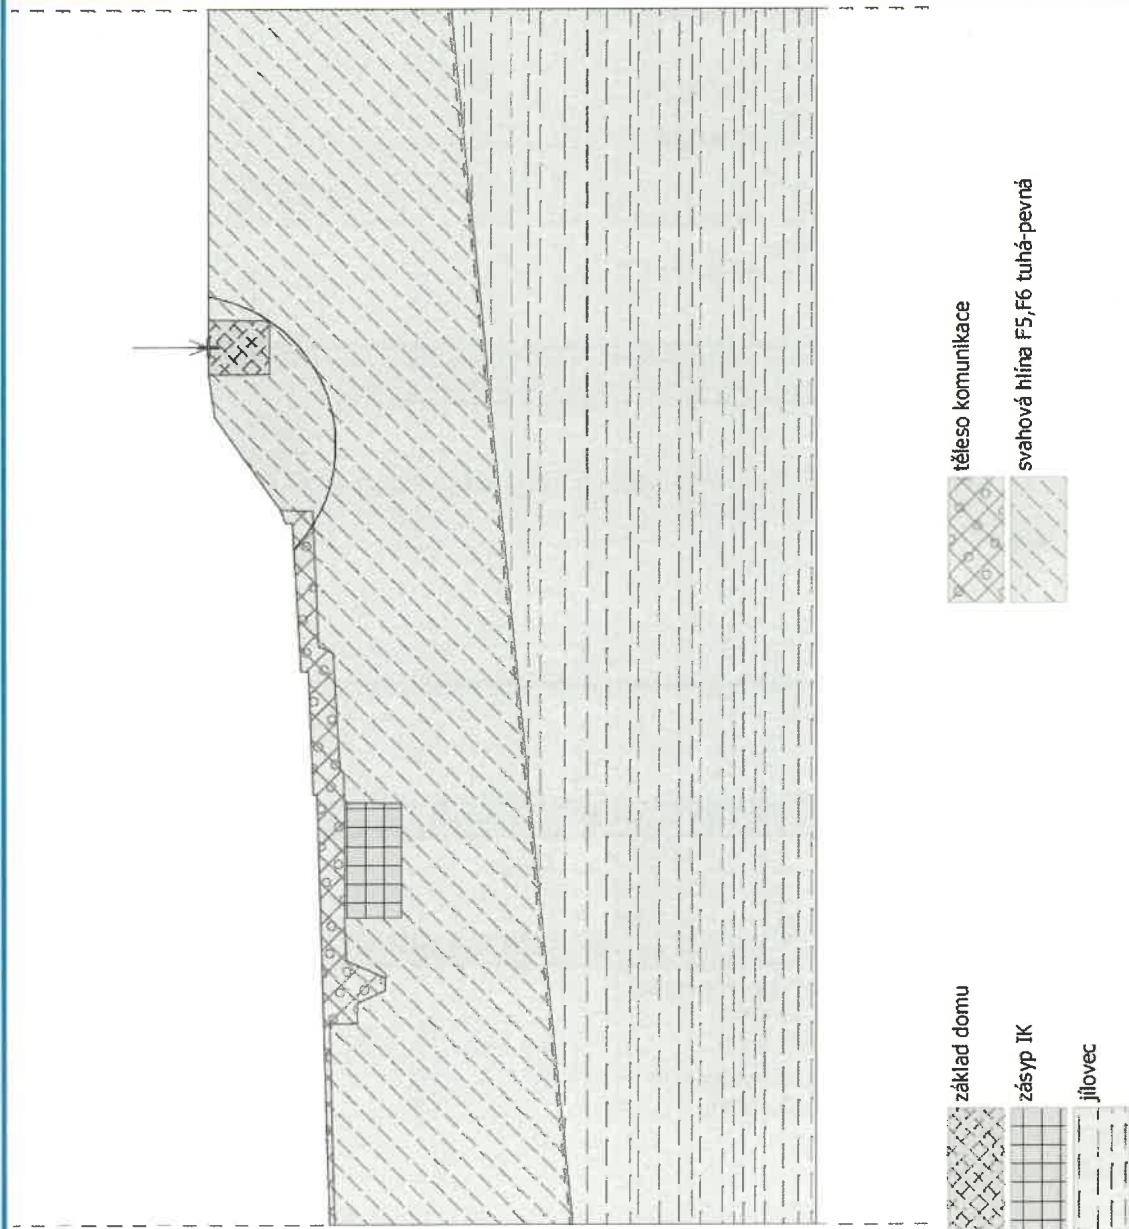 základ domu
zásyp IK
jílovec
těleso komunikace
svahová hlína F5,F6 tuhá-pevná